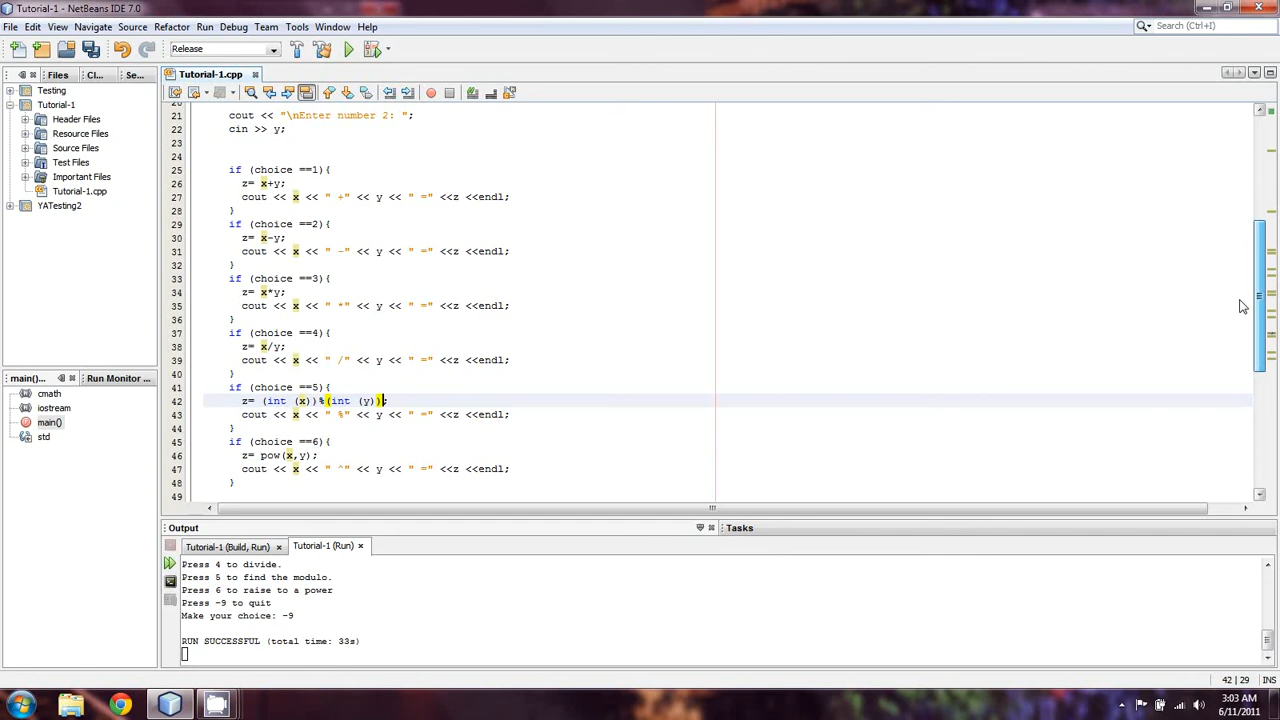 Tutorial-1 - NetBeans IDE 7.0
File Edit View Navigate Source Refactor Run Debug Team Tools Window Help
Search (Ctrl+I)
Release
Files Cl... Se...
Tutorial-1.cpp
Testing
Tutorial-1
Header Files
Resource Files
Source Files
Test Files
Important Files
Tutorial-1.cpp
YATesting2
21 cout << "\nEnter number 2: ";
22 cin >> y;
23
24
25 if (choice ==1){
26 z= x+y;
27 cout << x << " +" << y << " =" <<z <<endl;
28 }
29 if (choice ==2){
30 z= x-y;
31 cout << x << " -" << y << " =" <<z <<endl;
32 }
33 if (choice ==3){
34 z= x*y;
35 cout << x << " *" << y << " =" <<z <<endl;
36 }
37 if (choice ==4){
38 z= x/y;
39 cout << x << " /" << y << " =" <<z <<endl;
40 }
41 if (choice ==5){
42 z= (int (x))%(int (y));
43 cout << x << " %" << y << " =" <<z <<endl;
44 }
45 if (choice ==6){
46 z= pow(x,y);
47 cout << x << " ^" << y << " =" <<z <<endl;
48 }
49
main()... Run Monitor ...
cmath
iostream
main()
std
Output Tasks
Tutorial-1 (Build, Run) Tutorial-1 (Run)
Press 4 to divide.
Press 5 to find the modulo.
Press 6 to raise to a power
Press -9 to quit
Make your choice: -9
RUN SUCCESSFUL (total time: 33s)
42 | 29 INS
3:03 AM
6/11/2011